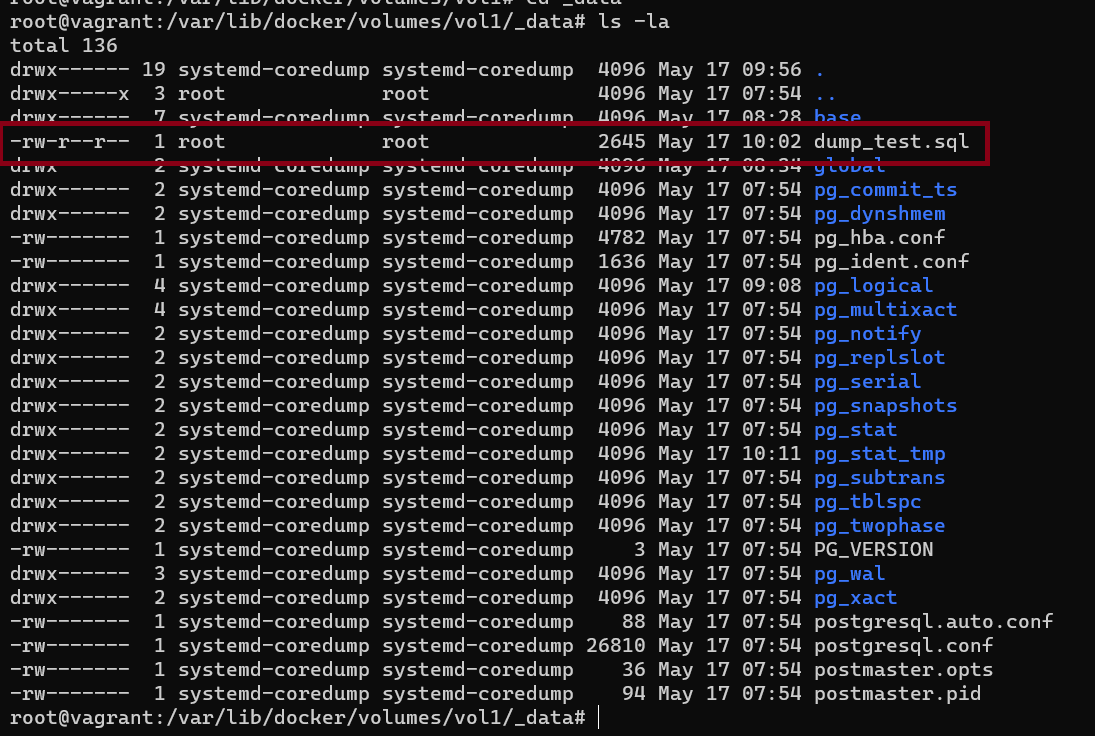 root@vagrant:/var/lib/docker/volumes/vol1# cd _data
root@vagrant:/var/lib/docker/volumes/vol1/_data# ls -la
total 136
drwx------ 19 systemd-coredump systemd-coredump  4096 May 17 09:56 .
drwx-----x  3 root             root              4096 May 17 07:54 ..
drwx------  7 systemd-coredump systemd-coredump  4096 May 17 08:28 base
-rw-r--r--  1 root             root              2645 May 17 10:02 dump_test.sql
drwx------  2 systemd-coredump systemd-coredump  4096 May 17 08:34 global
drwx------  2 systemd-coredump systemd-coredump  4096 May 17 07:54 pg_commit_ts
drwx------  2 systemd-coredump systemd-coredump  4096 May 17 07:54 pg_dynshmem
-rw-------  1 systemd-coredump systemd-coredump  4782 May 17 07:54 pg_hba.conf
-rw-------  1 systemd-coredump systemd-coredump  1636 May 17 07:54 pg_ident.conf
drwx------  4 systemd-coredump systemd-coredump  4096 May 17 09:08 pg_logical
drwx------  4 systemd-coredump systemd-coredump  4096 May 17 07:54 pg_multixact
drwx------  2 systemd-coredump systemd-coredump  4096 May 17 07:54 pg_notify
drwx------  2 systemd-coredump systemd-coredump  4096 May 17 07:54 pg_replslot
drwx------  2 systemd-coredump systemd-coredump  4096 May 17 07:54 pg_serial
drwx------  2 systemd-coredump systemd-coredump  4096 May 17 07:54 pg_snapshots
drwx------  2 systemd-coredump systemd-coredump  4096 May 17 07:54 pg_stat
drwx------  2 systemd-coredump systemd-coredump  4096 May 17 10:11 pg_stat_tmp
drwx------  2 systemd-coredump systemd-coredump  4096 May 17 07:54 pg_subtrans
drwx------  2 systemd-coredump systemd-coredump  4096 May 17 07:54 pg_tblspc
drwx------  2 systemd-coredump systemd-coredump  4096 May 17 07:54 pg_twophase
-rw-------  1 systemd-coredump systemd-coredump     3 May 17 07:54 PG_VERSION
drwx------  3 systemd-coredump systemd-coredump  4096 May 17 07:54 pg_wal
drwx------  2 systemd-coredump systemd-coredump  4096 May 17 07:54 pg_xact
-rw-------  1 systemd-coredump systemd-coredump    88 May 17 07:54 postgresql.auto.conf
-rw-------  1 systemd-coredump systemd-coredump 26810 May 17 07:54 postgresql.conf
-rw-------  1 systemd-coredump systemd-coredump    36 May 17 07:54 postmaster.opts
-rw-------  1 systemd-coredump systemd-coredump    94 May 17 07:54 postmaster.pid
root@vagrant:/var/lib/docker/volumes/vol1/_data#